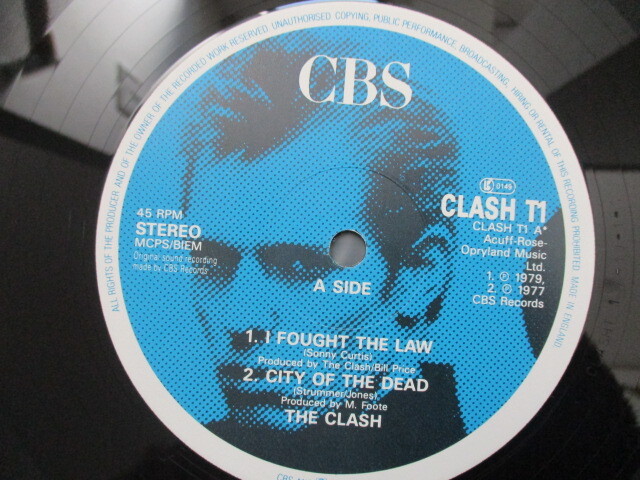 ALL RIGHTS OF THE PRODUCER AND OF THE OWNER OF THE RECORDED WORK RESERVED. UNAUTHORISED COPYING, PUBLIC PERFORMANCE, BROADCASTING, HIRING OR RENTAL OF THIS RECORDING PROHIBITED. MADE IN ENGLAND.
CBS
45 RPM
STEREO
MCPS/BIEM
Original sound recording
made by CBS Records
LC 0149
CLASH T1
CLASH T1 A*
Acuff-Rose-
Opryland Music
Ltd.
1. ℗ 1979,
2. ℗ 1977
CBS Records
A SIDE
1. I FOUGHT THE LAW
(Sonny Curtis)
Produced by The Clash/Bill Price
2. CITY OF THE DEAD
(Strummer/Jones)
Produced by M. Foote
THE CLASH
CBS